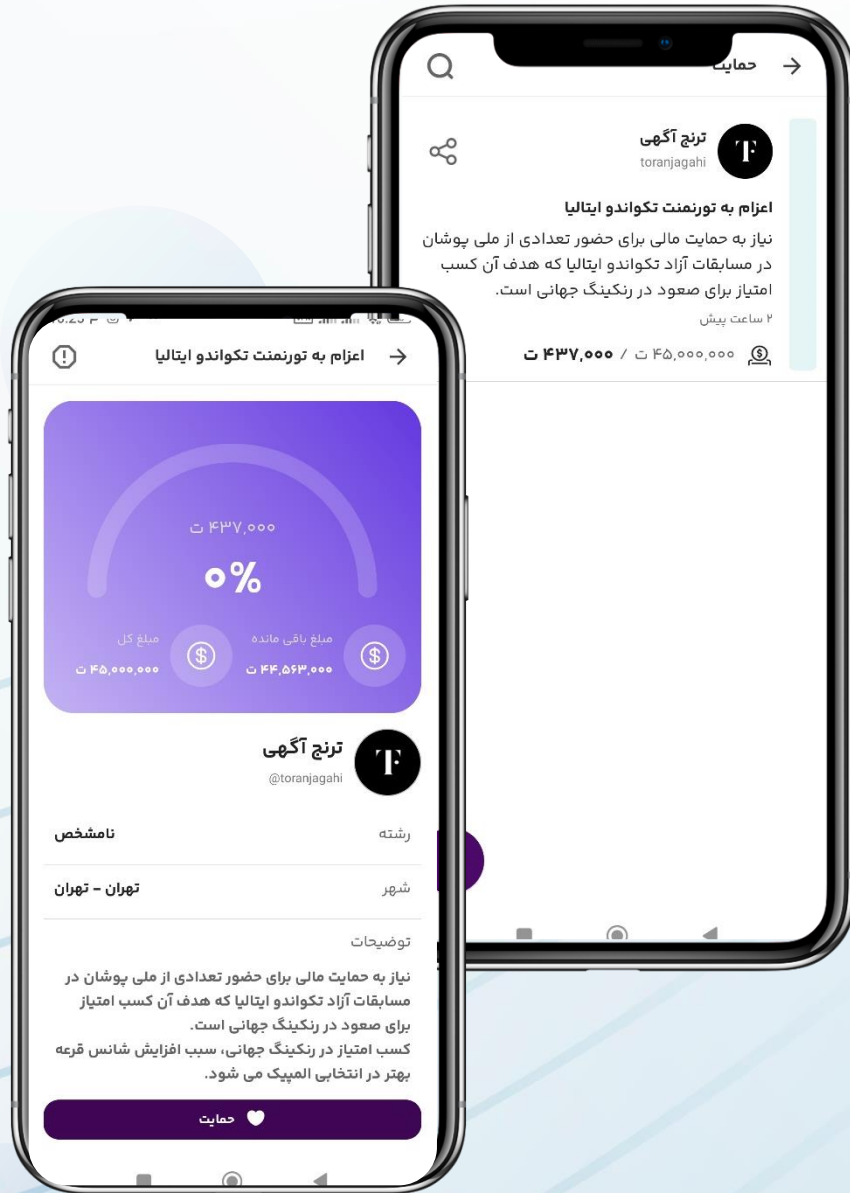 حمایت
ترنج آگهی
toranjagahi
اعزام به تورنمنت تکواندو ایتالیا
نیاز به حمایت مالی برای حضور تعدادی از ملی پوشان
در مسابقات آزاد تکواندو ایتالیا که هدف آن کسب
امتیاز برای صعود در رنکینگ جهانی است.
۲ ساعت پیش
۴۵,۰۰۰,۰۰۰ ت / ۴۳۷,۰۰۰ ت
اعزام به تورنمنت تکواندو ایتالیا
۴۳۷,۰۰۰ ت
۰%
مبلغ باقی مانده
۴۴,۵۶۳,۰۰۰ ت
مبلغ کل
۴۵,۰۰۰,۰۰۰ ت
ترنج آگهی
@toranjagahi
رشته نامشخص
شهر تهران - تهران
توضیحات
نیاز به حمایت مالی برای حضور تعدادی از ملی پوشان در
مسابقات آزاد تکواندو ایتالیا که هدف آن کسب امتیاز
برای صعود در رنکینگ جهانی است.
کسب امتیاز در رنکینگ جهانی، سبب افزایش شانس قرعه
بهتر در انتخابی المپیک می شود.
حمایت